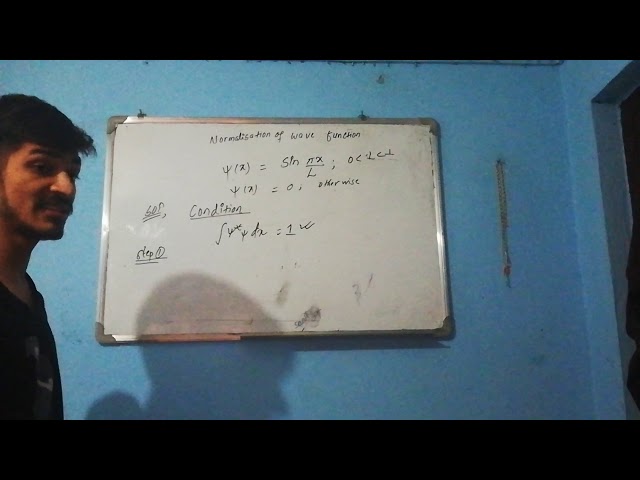 Normalisation of wave function
Ψ(x) = Sin πx/L ; 0<L<L
Ψ(x) = 0 ; otherwise
Sol, Condition
∫Ψ*Ψ dx = 1
Step ①